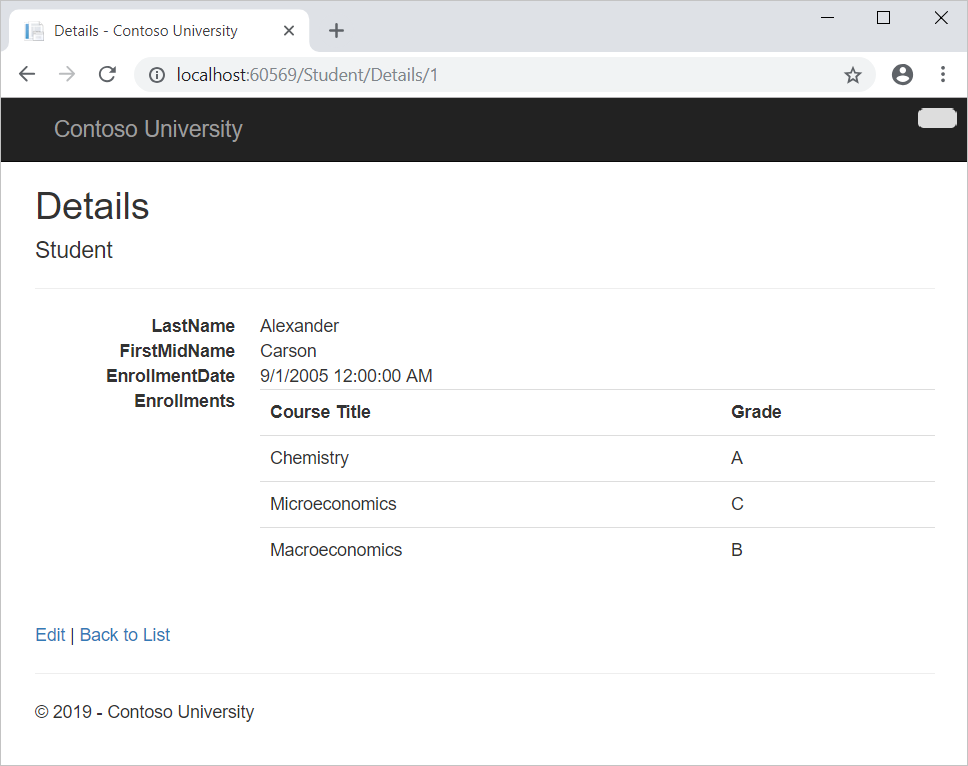 Details - Contoso University
localhost:60569/Student/Details/1
Contoso University
Details
Student
LastName Alexander
FirstMidName Carson
EnrollmentDate 9/1/2005 12:00:00 AM
Enrollments
Course Title Grade
Chemistry A
Microeconomics C
Macroeconomics B
Edit | Back to List
© 2019 - Contoso University